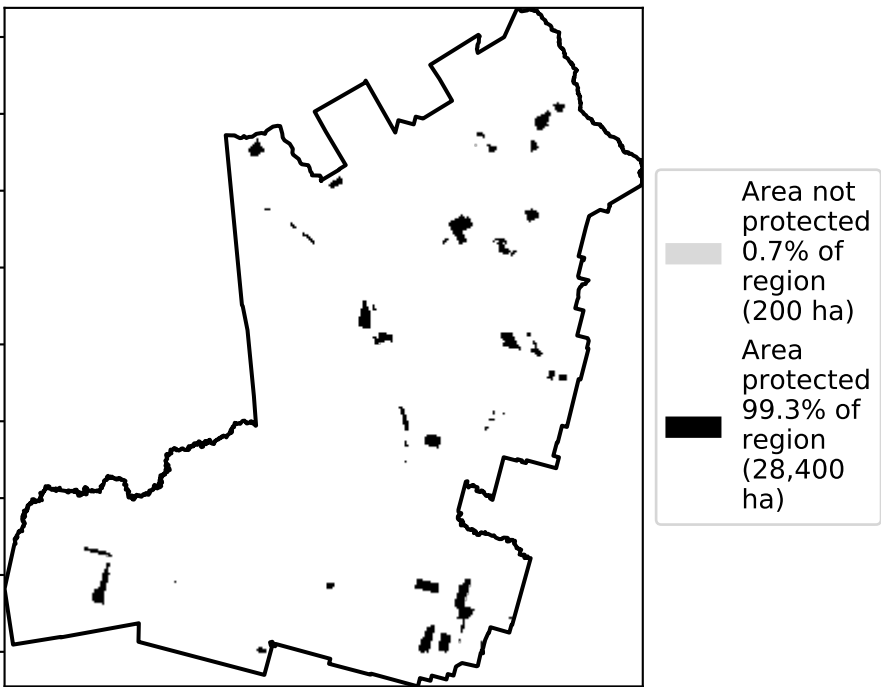 Area not
protected
0.7% of
region
(200 ha)
Area
protected
99.3% of
region
(28,400
ha)